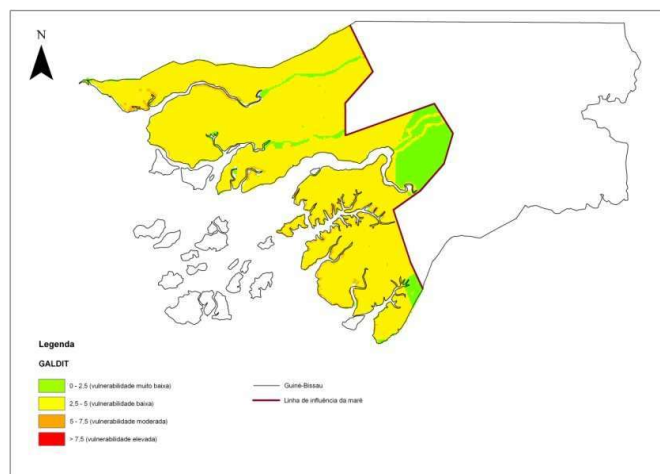 N
Legenda
GALDIT
0 - 2,5 (vulnerabilidade muito baixa)
2,5 - 5 (vulnerabilidade baixa)
5 - 7,5 (vulnerabilidade moderada)
> 7,5 (vulnerabilidade elevada)
Guiné-Bissau
Linha de influência da maré